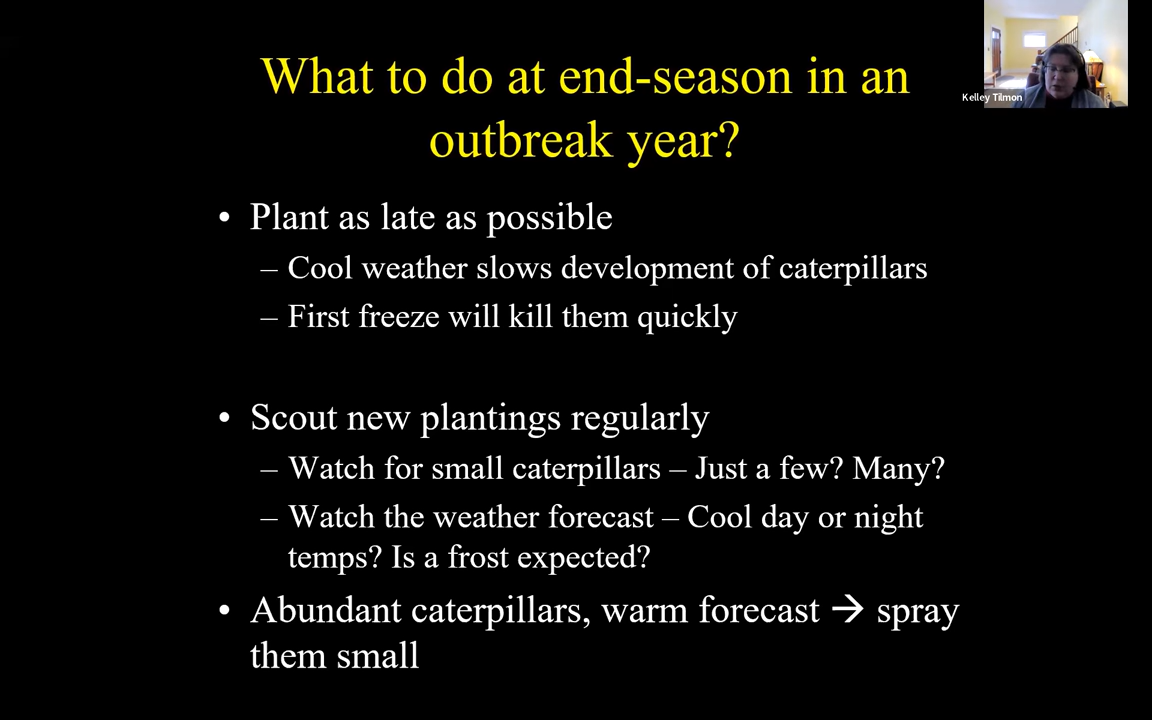 What to do at end-season in an
outbreak year?
Kelley Tilmon
• Plant as late as possible
– Cool weather slows development of caterpillars
– First freeze will kill them quickly
• Scout new plantings regularly
– Watch for small caterpillars – Just a few? Many?
– Watch the weather forecast – Cool day or night
temps? Is a frost expected?
• Abundant caterpillars, warm forecast → spray
them small